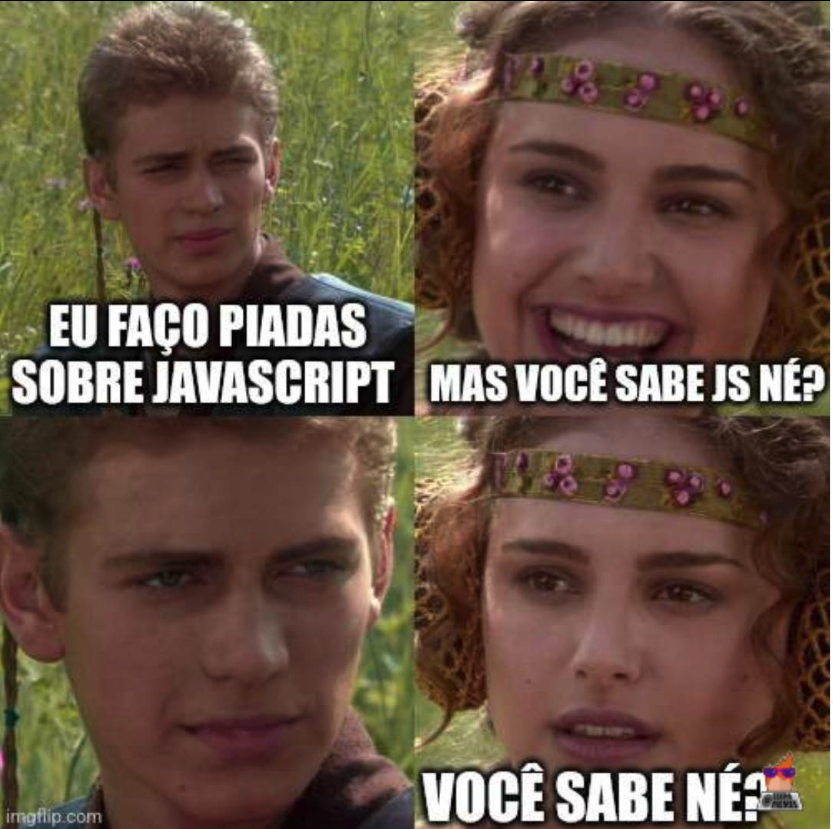 EU FAÇO PIADAS
SOBRE JAVASCRIPT
MAS VOCÊ SABE JS NÉ?
VOCÊ SABE NÉ?
imgflip.com